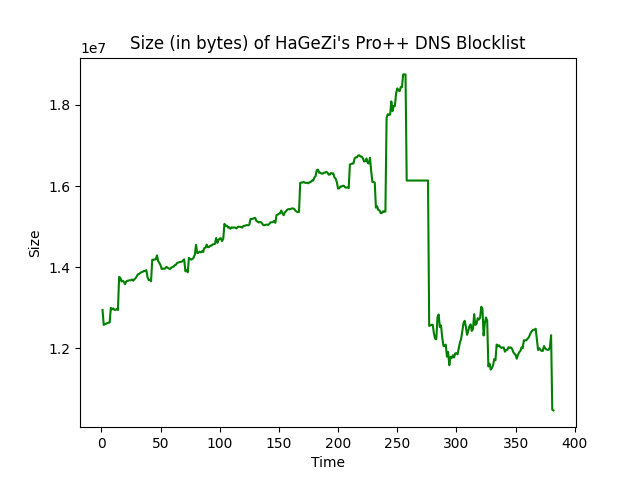 Size (in bytes) of HaGeZi's Pro++ DNS Blocklist
1e7
1.8
1.6
1.4
1.2
Size
0 50 100 150 200 250 300 350 400
Time